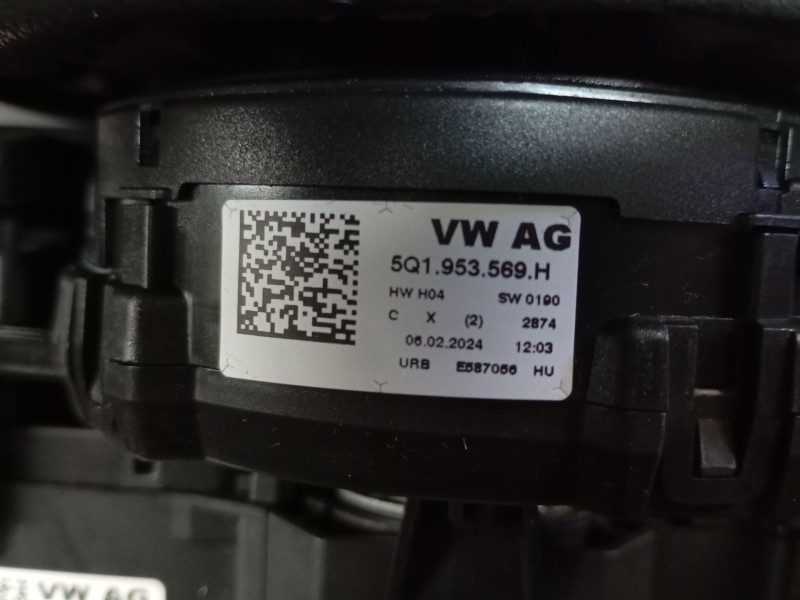 VW AG
5Q1.953.569.H
HW H04 SW 0190
C X (2) 2874
06.02.2024 12:03
URB E587056 HU
VW AG